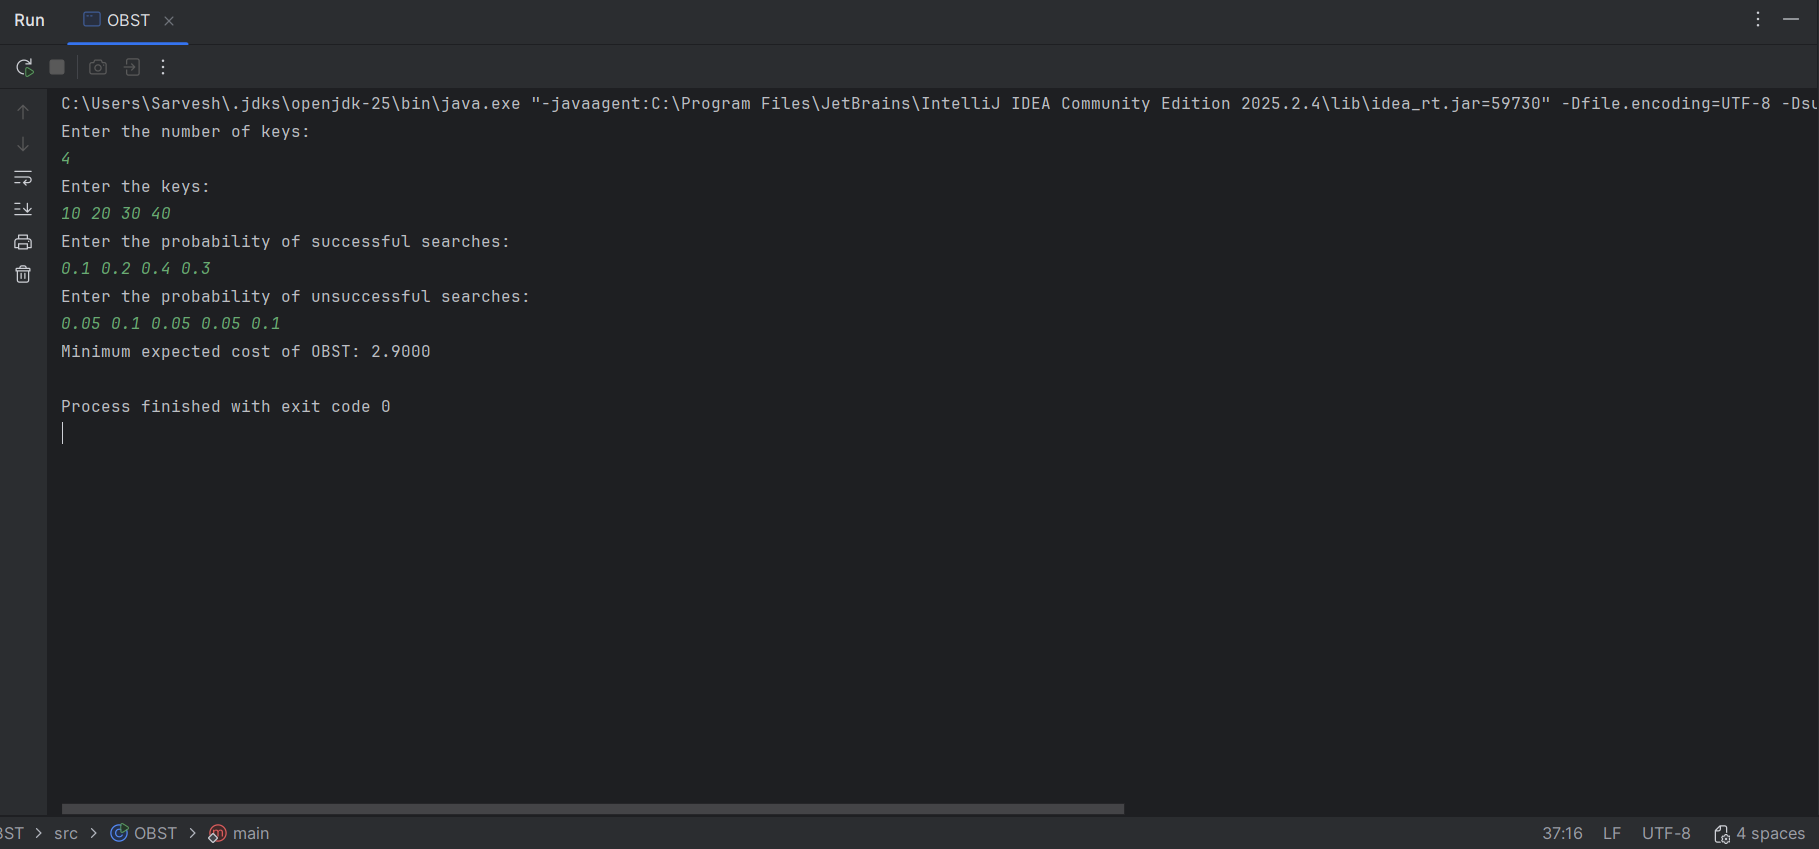 Run OBST
C:\Users\Sarvesh\.jdks\openjdk-25\bin\java.exe "-javaagent:C:\Program Files\JetBrains\IntelliJ IDEA Community Edition 2025.2.4\lib\idea_rt.jar=59730" -Dfile.encoding=UTF-8 -Dsu
Enter the number of keys:
4
Enter the keys:
10 20 30 40
Enter the probability of successful searches:
0.1 0.2 0.4 0.3
Enter the probability of unsuccessful searches:
0.05 0.1 0.05 0.05 0.1
Minimum expected cost of OBST: 2.9000
Process finished with exit code 0
BST > src > OBST > main 37:16 LF UTF-8 4 spaces